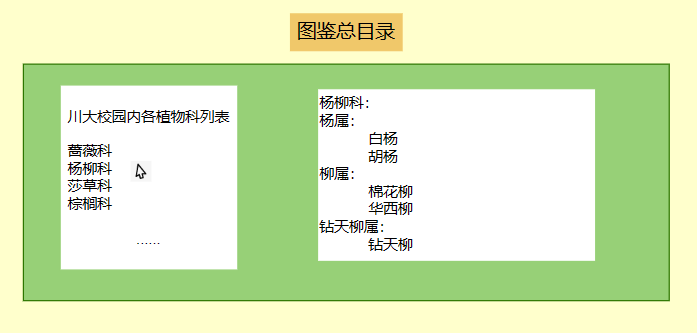 图鉴总目录
川大校园内各植物科列表
蔷薇科
杨柳科
莎草科
棕榈科
……
杨柳科：
杨属：
白杨
胡杨
柳属：
棉花柳
华西柳
钻天柳属：
钻天柳